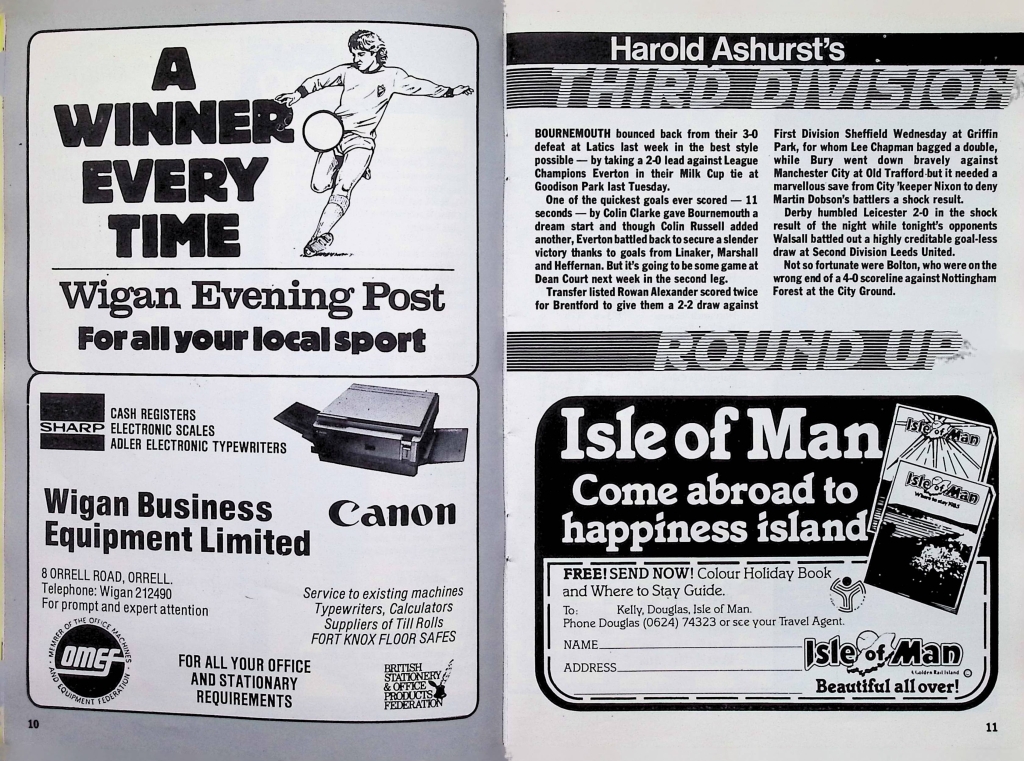 A
WINNER
EVERY
TIME
Wigan Evening Post
For all your local sport
SHARP
CASH REGISTERS
ELECTRONIC SCALES
ADLER ELECTRONIC TYPEWRITERS
Wigan Business
Equipment Limited
Canon
8 ORRELL ROAD, ORRELL.
Telephone: Wigan 212490
For prompt and expert attention
Service to existing machines
Typewriters, Calculators
Suppliers of Till Rolls
FORT KNOX FLOOR SAFES
MEMBER OF THE OFFICE MACHINES
AND EQUIPMENT FEDERATION
omef
FOR ALL YOUR OFFICE
AND STATIONARY
REQUIREMENTS
BRITISH
STATIONERY
& OFFICE
PRODUCTS
FEDERATION
10
Harold Ashurst's
THIRD DIVISION
BOURNEMOUTH bounced back from their 3-0
defeat at Latics last week in the best style
possible — by taking a 2-0 lead against League
Champions Everton in their Milk Cup tie at
Goodison Park last Tuesday.
One of the quickest goals ever scored — 11
seconds — by Colin Clarke gave Bournemouth a
dream start and though Colin Russell added
another, Everton battled back to secure a slender
victory thanks to goals from Linaker, Marshall
and Heffernan. But it's going to be some game at
Dean Court next week in the second leg.
Transfer listed Rowan Alexander scored twice
for Brentford to give them a 2-2 draw against
First Division Sheffield Wednesday at Griffin
Park, for whom Lee Chapman bagged a double,
while Bury went down bravely against
Manchester City at Old Trafford but it needed a
marvellous save from City 'keeper Nixon to deny
Martin Dobson's battlers a shock result.
Derby humbled Leicester 2-0 in the shock
result of the night while tonight's opponents
Walsall battled out a highly creditable goal-less
draw at Second Division Leeds United.
Not so fortunate were Bolton, who were on the
wrong end of a 4-0 scoreline against Nottingham
Forest at the City Ground.
ROUND UP
Isle of Man
Come abroad to
happiness island
Isle of Man
Isle of Man
Where to stay 1985
FREE! SEND NOW! Colour Holiday Book
and Where to Stay Guide.
To: Kelly, Douglas, Isle of Man.
Phone Douglas (0624) 74323 or see your Travel Agent.
NAME
ADDRESS
Isle of Man
A Golden Rail Island
Beautiful all over!
11